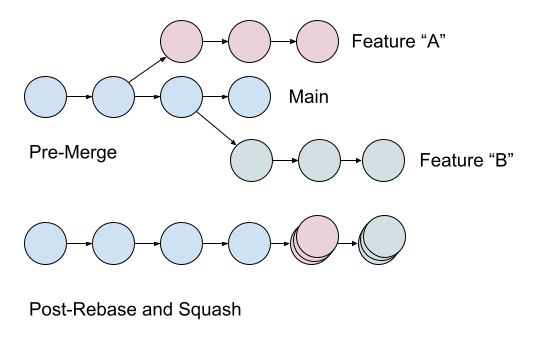 Feature “A”
Main
Pre-Merge
Feature “B”
Post-Rebase and Squash